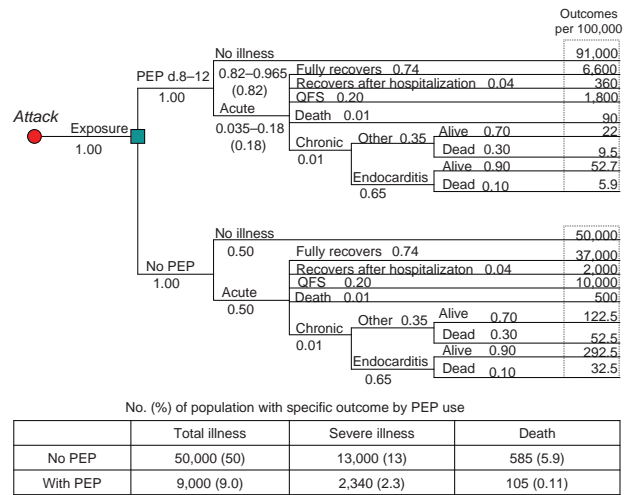 Outcomes
per 100,000
No illness 91,000
PEP d.8–12 0.82–0.965 Fully recovers 0.74 6,600
(0.82) Recovers after hospitalization 0.04 360
1.00 QFS 0.20 1,800
Acute Death 0.01 90
0.035–0.18
(0.18)
Chronic Other 0.35 Alive 0.70 22
0.01 Dead 0.30 9.5
Endocarditis Alive 0.90 52.7
0.65 Dead 0.10 5.9
Attack
Exposure
1.00
No illness 50,000
0.50
No PEP Fully recovers 0.74 37,000
1.00 Recovers after hospitalizaton 0.04 2,000
QFS 0.20 10,000
Acute Death 0.01 500
0.50
Chronic Other 0.35 Alive 0.70 122.5
0.01 Dead 0.30 52.5
Endocarditis Alive 0.90 292.5
0.65 Dead 0.10 32.5
No. (%) of population with specific outcome by PEP use
Total illness Severe illness Death
No PEP 50,000 (50) 13,000 (13) 585 (5.9)
With PEP 9,000 (9.0) 2,340 (2.3) 105 (0.11)